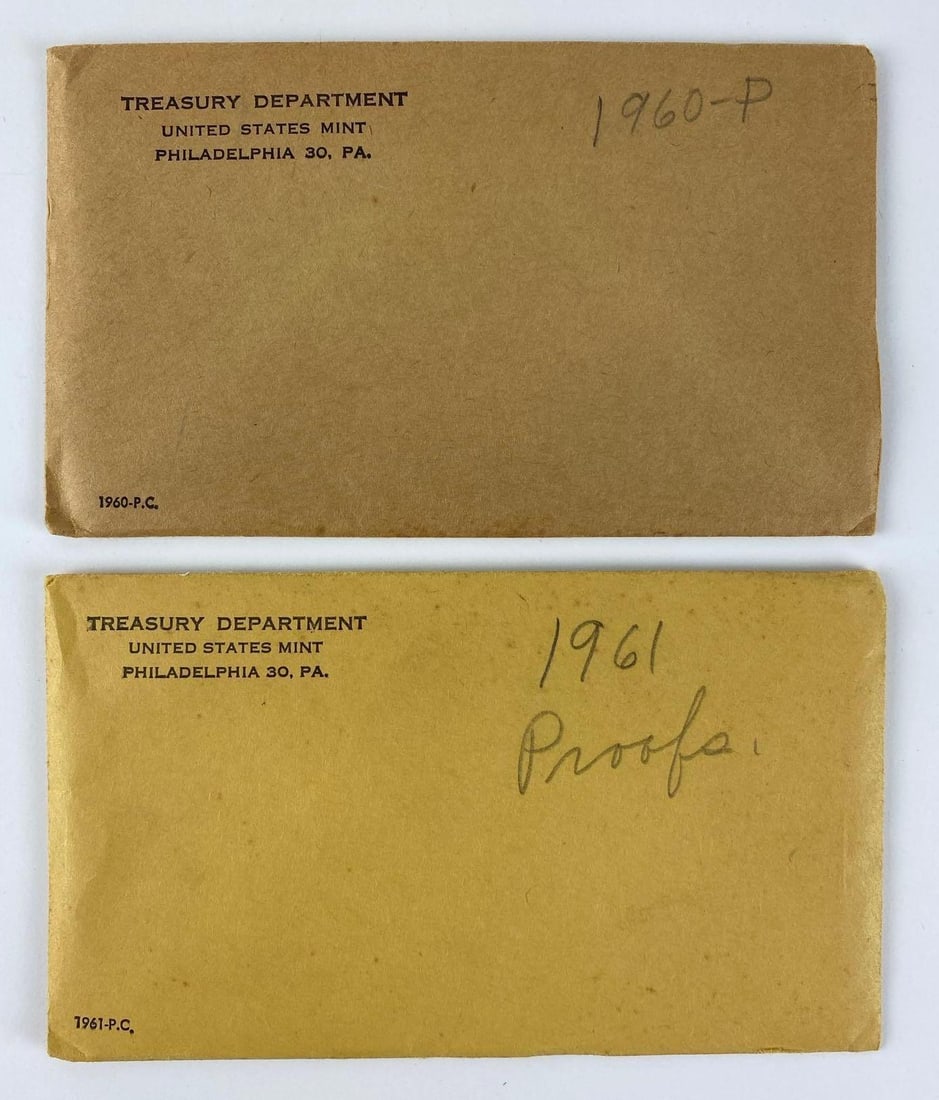 TREASURY DEPARTMENT
UNITED STATES MINT
PHILADELPHIA 30, PA.
1960-P
1960-P.C.
TREASURY DEPARTMENT
UNITED STATES MINT
PHILADELPHIA 30, PA.
1961
Proofs.
1961-P.C.